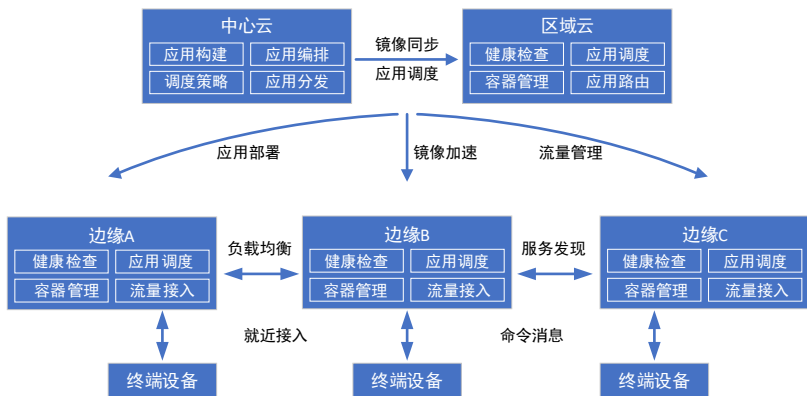 中心云
应用构建
应用编排
调度策略
应用分发
镜像同步
应用调度
区域云
健康检查
应用调度
容器管理
应用路由
应用部署
镜像加速
流量管理
边缘A
健康检查
应用调度
容器管理
流量接入
负载均衡
边缘B
健康检查
应用调度
容器管理
流量接入
服务发现
边缘C
健康检查
应用调度
容器管理
流量接入
就近接入
命令消息
终端设备
终端设备
终端设备